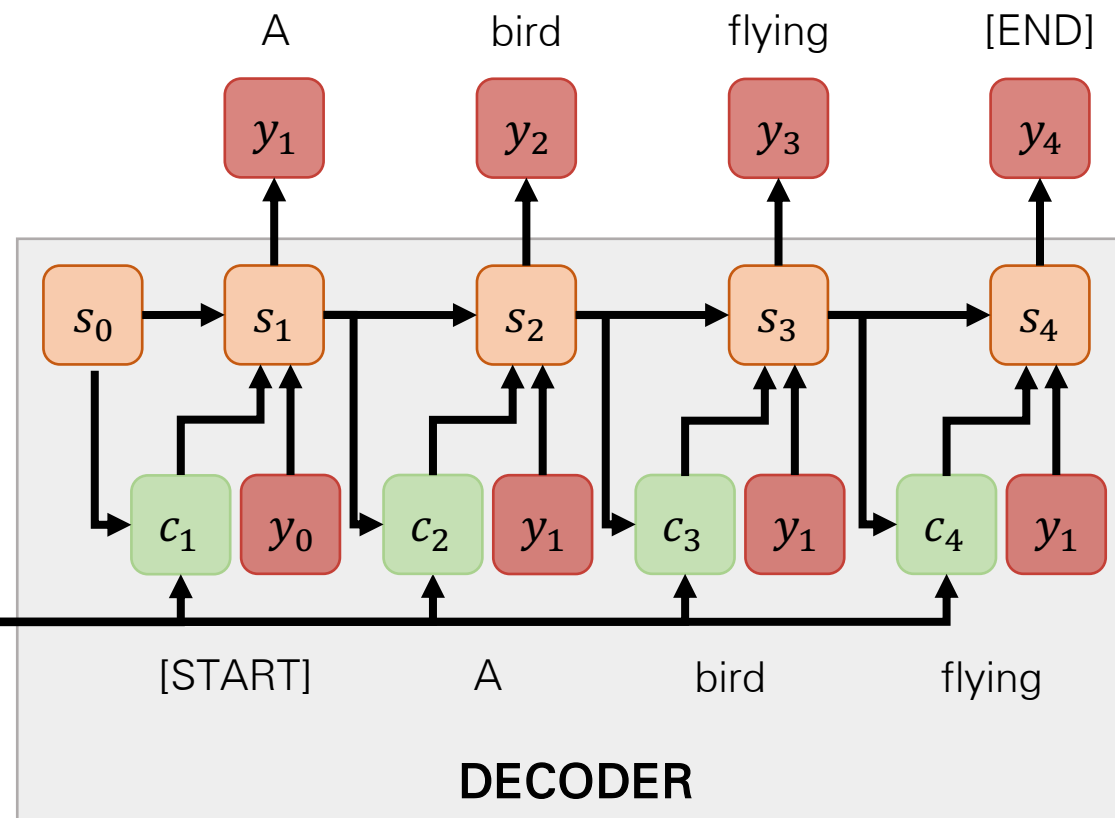 A bird flying [END]
y₁ y₂ y₃ y₄
s₀ s₁ s₂ s₃ s₄
c₁ y₀ c₂ y₁ c₃ y₁ c₄ y₁
[START] A bird flying
DECODER